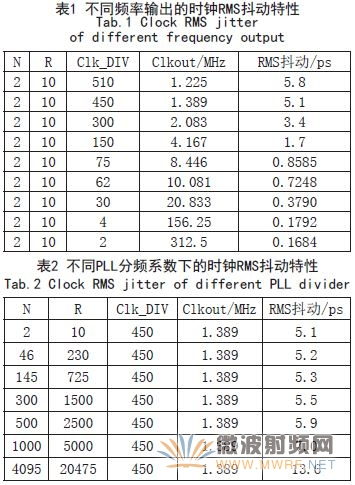 表1 不同频率输出的时钟RMS抖动特性
Tab.1 Clock RMS jitter
of different frequency output
N R Clk_DIV Clkout/MHz RMS抖动/ps
2 10 510 1.225 5.8
2 10 450 1.389 5.1
2 10 300 2.083 3.4
2 10 150 4.167 1.7
2 10 75 8.446 0.8585
2 10 62 10.081 0.7248
2 10 30 20.833 0.3790
2 10 4 156.25 0.1792
2 10 2 312.5 0.1684
表2 不同PLL分频系数下的时钟RMS抖动特性
Tab.2 Clock RMS jitter of different PLL divider
N R Clk_DIV Clkout/MHz RMS抖动/ps
2 10 450 1.389 5.1
46 230 450 1.389 5.2
145 725 450 1.389 5.3
300 1500 450 1.389 5.5
500 2500 450 1.389 5.9
1000 5000 450
4095 20475 450 1.389
微波射频网
WWW.MWRF.NET